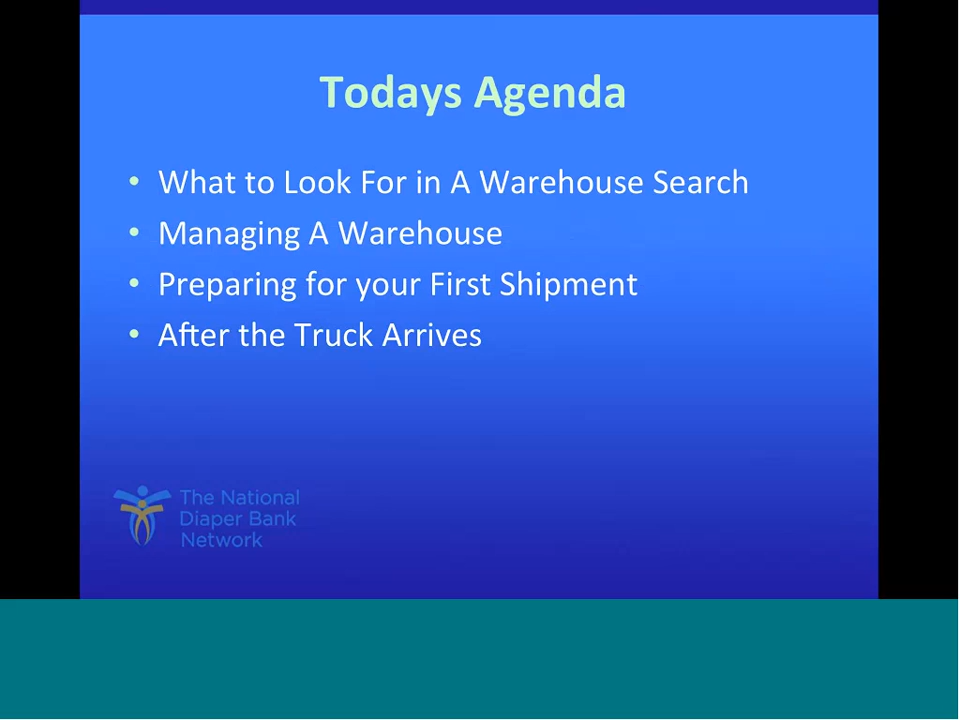 Todays Agenda
• What to Look For in A Warehouse Search
• Managing A Warehouse
• Preparing for your First Shipment
• After the Truck Arrives
The National
Diaper Bank
Network